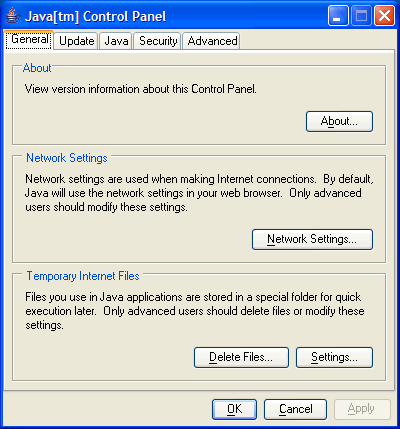 Java[tm] Control Panel
General Update Java Security Advanced
About
View version information about this Control Panel.
About...
Network Settings
Network settings are used when making Internet connections. By default,
Java will use the network settings in your web browser. Only advanced
users should modify these settings.
Network Settings...
Temporary Internet Files
Files you use in Java applications are stored in a special folder for quick
execution later. Only advanced users should delete files or modify these
settings.
Delete Files... Settings...
OK Cancel Apply